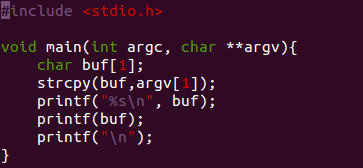 #include <stdio.h>
void main(int argc, char **argv){
    char buf[1];
    strcpy(buf,argv[1]);
    printf("%s\n", buf);
    printf(buf);
    printf("\n");
}